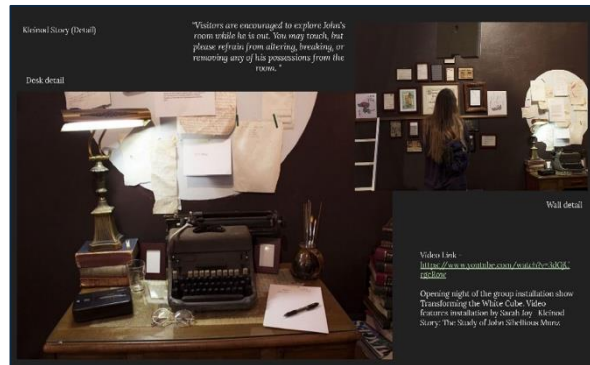 Kleinod Story (Detail)
"Visitors are encouraged to explore John's
room while he is out. You may touch, but
please refrain from altering, breaking, or
removing any of his possessions from the
room. "
Desk detail
Wall detail
Video Link -
Opening night of the group installation show
Transforming the White Cube. Video
features installation by Sarah Joy Kleinod
Story: The Study of John